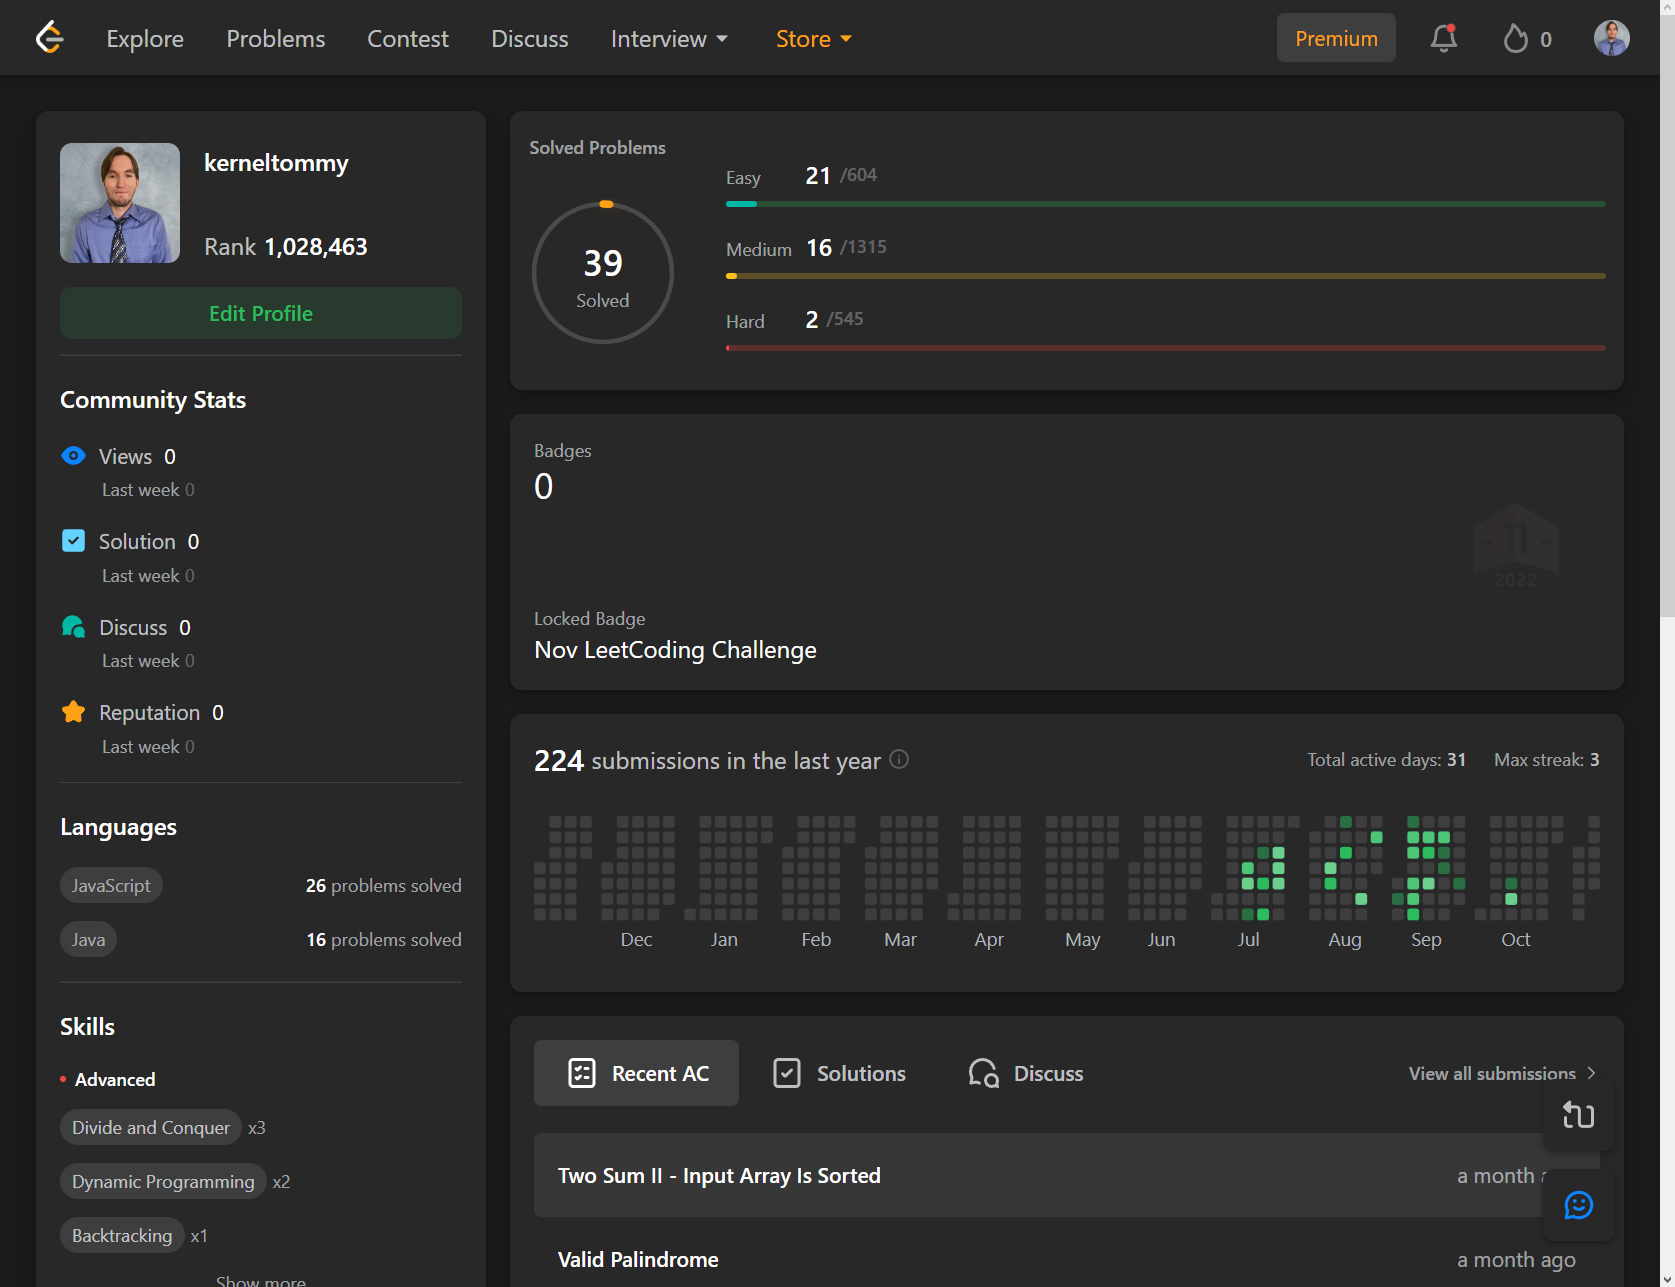 Explore Problems Contest Discuss Interview Store Premium 0
kerneltommy
Rank 1,028,463
Edit Profile
Community Stats
Views 0
Last week 0
Solution 0
Last week 0
Discuss 0
Last week 0
Reputation 0
Last week 0
Languages
JavaScript 26 problems solved
Java 16 problems solved
Skills
Advanced
Divide and Conquer x3
Dynamic Programming x2
Backtracking x1
Show more
Solved Problems
39
Solved
Easy 21 /604
Medium 16 /1315
Hard 2 /545
Badges
0
11
2022
Locked Badge
Nov LeetCoding Challenge
224 submissions in the last year Total active days: 31 Max streak: 3
Dec Jan Feb Mar Apr May Jun Jul Aug Sep Oct
Recent AC Solutions Discuss View all submissions
Two Sum II - Input Array Is Sorted a month
Valid Palindrome a month ago